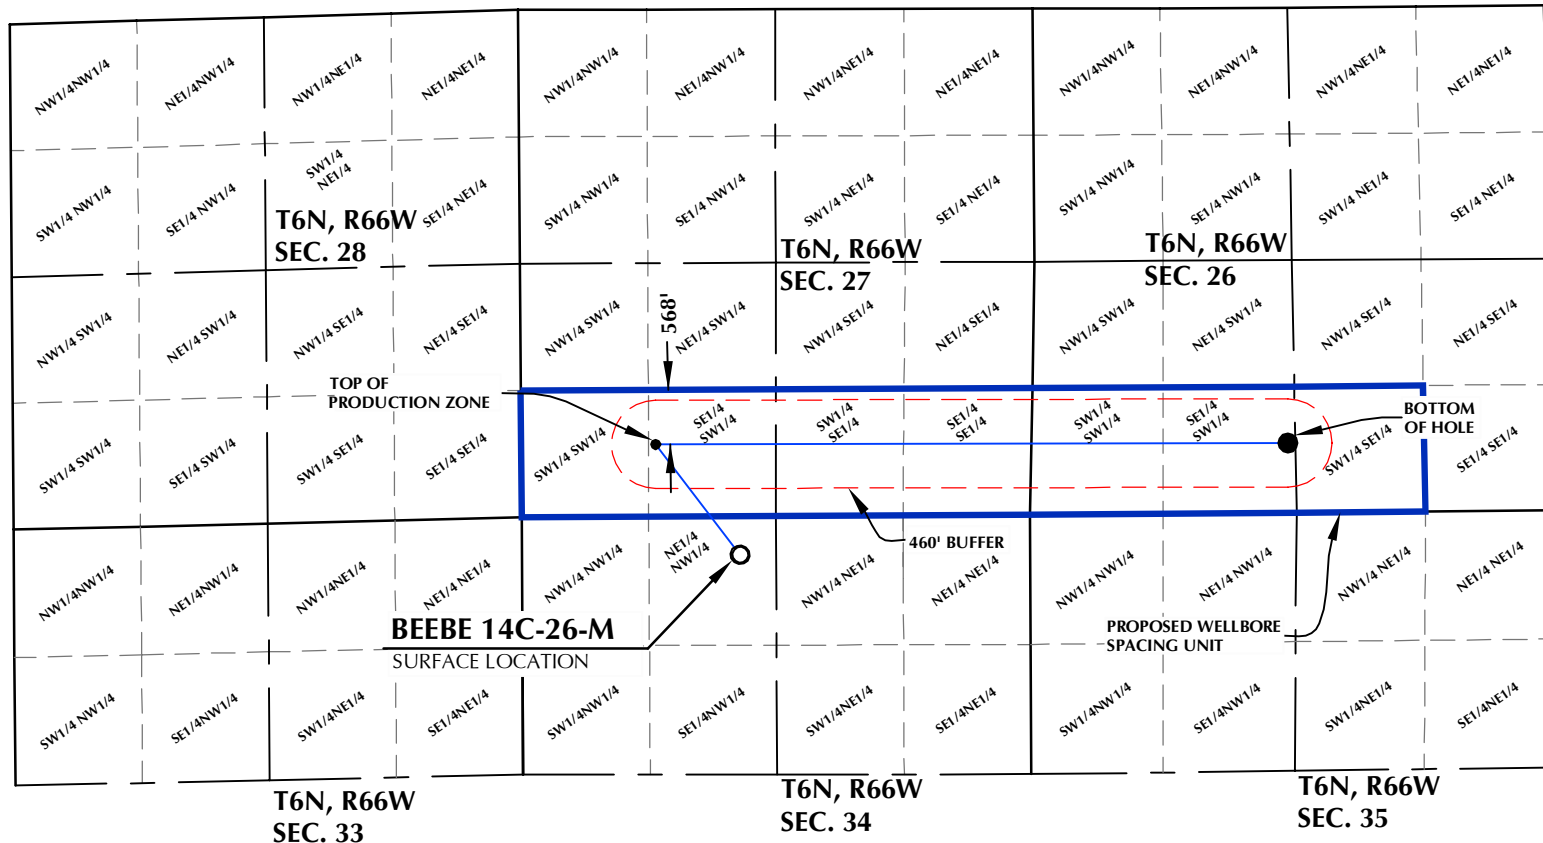 NW1/4NW1/4
NE1/4NW1/4
NW1/4NE1/4
NE1/4NE1/4
NW1/4NW1/4
NE1/4NW1/4
NW1/4NE1/4
NE1/4NE1/4
NW1/4NW1/4
NE1/4NW1/4
NW1/4NE1/4
NE1/4NE1/4
SW1/4 NW1/4
SE1/4 NW1/4
SW1/4
NE1/4
SE1/4 NE1/4
SW1/4 NW1/4
SE1/4 NW1/4
SW1/4 NE1/4
SE1/4 NE1/4
SW1/4 NW1/4
SE1/4 NW1/4
SW1/4 NE1/4
SE1/4 NE1/4
T6N, R66W
SEC. 28
T6N, R66W
SEC. 27
T6N, R66W
SEC. 26
NW1/4 SW1/4
NE1/4 SW1/4
NW1/4 SE1/4
NE1/4 SE1/4
NW1/4 SW1/4
568'
NE1/4 SW1/4
NW1/4 SE1/4
NE1/4 SE1/4
NW1/4 SW1/4
NE1/4 SW1/4
NW1/4 SE1/4
NE1/4 SE1/4
TOP OF
PRODUCTION ZONE
BOTTOM
OF HOLE
SW1/4 SW1/4
SE1/4 SW1/4
SW1/4 SE1/4
SE1/4 SE1/4
SW1/4 SW1/4
SE1/4
SW1/4
SW1/4
SE1/4
SE1/4
SE1/4
SW1/4
SW1/4
SE1/4
SW1/4
SW1/4 SE1/4
SE1/4 SE1/4
460' BUFFER
NW1/4NW1/4
NE1/4NW1/4
NW1/4NE1/4
NE1/4 NE1/4
NW1/4 NW1/4
NE1/4
NW1/4
NW1/4 NE1/4
NE1/4 NE1/4
NW1/4 NW1/4
NE1/4 NW1/4
NW1/4 NE1/4
NE1/4 NE1/4
BEEBE 14C-26-M
SURFACE LOCATION
PROPOSED WELLBORE
SPACING UNIT
SW1/4 NW1/4
SE1/4NW1/4
SW1/4NE1/4
SE1/4NE1/4
SW1/4NW1/4
SE1/4NW1/4
SW1/4NE1/4
SE1/4NE1/4
SW1/4NW1/4
SE1/4NW1/4
SW1/4NE1/4
SE1/4NE1/4
T6N, R66W
SEC. 33
T6N, R66W
SEC. 34
T6N, R66W
SEC. 35